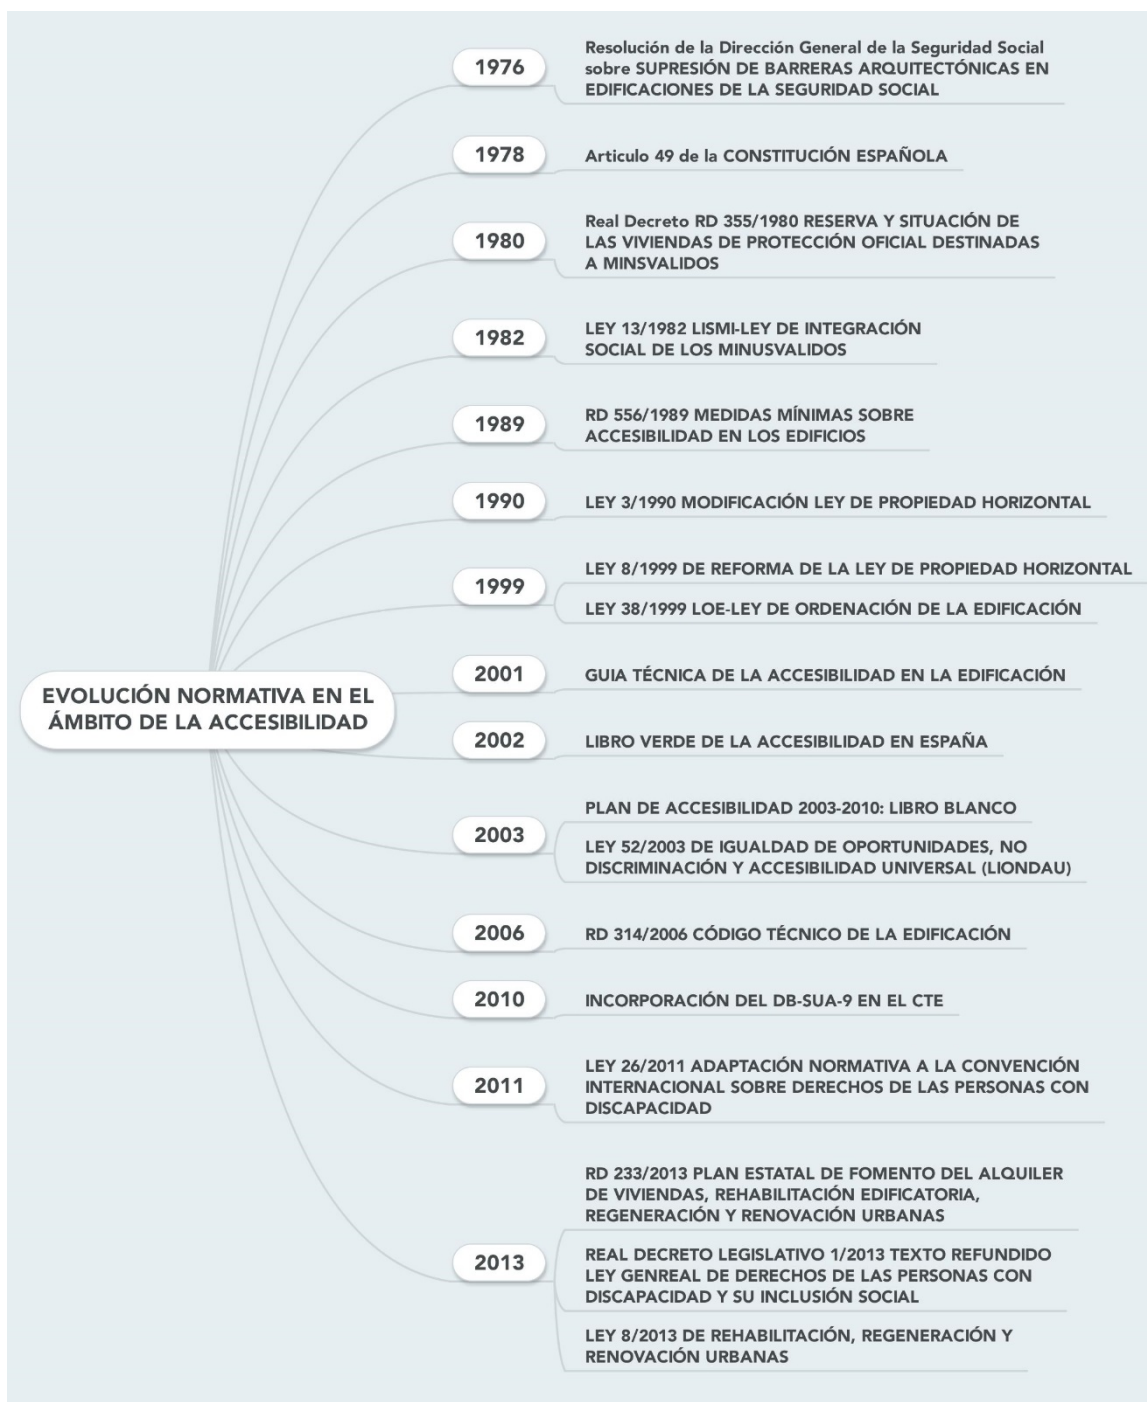 1976
Resolución de la Dirección General de la Seguridad Social
sobre SUPRESIÓN DE BARRERAS ARQUITECTÓNICAS EN
EDIFICACIONES DE LA SEGURIDAD SOCIAL
1978
Articulo 49 de la CONSTITUCIÓN ESPAÑOLA
1980
Real Decreto RD 355/1980 RESERVA Y SITUACIÓN DE
LAS VIVIENDAS DE PROTECCIÓN OFICIAL DESTINADAS
A MINSVALIDOS
1982
LEY 13/1982 LISMI-LEY DE INTEGRACIÓN
SOCIAL DE LOS MINUSVALIDOS
1989
RD 556/1989 MEDIDAS MÍNIMAS SOBRE
ACCESIBILIDAD EN LOS EDIFICIOS
1990
LEY 3/1990 MODIFICACIÓN LEY DE PROPIEDAD HORIZONTAL
1999
LEY 8/1999 DE REFORMA DE LA LEY DE PROPIEDAD HORIZONTAL
LEY 38/1999 LOE-LEY DE ORDENACIÓN DE LA EDIFICACIÓN
EVOLUCIÓN NORMATIVA EN EL
ÁMBITO DE LA ACCESIBILIDAD
2001
GUIA TÉCNICA DE LA ACCESIBILIDAD EN LA EDIFICACIÓN
2002
LIBRO VERDE DE LA ACCESIBILIDAD EN ESPAÑA
2003
PLAN DE ACCESIBILIDAD 2003-2010: LIBRO BLANCO
LEY 52/2003 DE IGUALDAD DE OPORTUNIDADES, NO
DISCRIMINACIÓN Y ACCESIBILIDAD UNIVERSAL (LIONDAU)
2006
RD 314/2006 CÓDIGO TÉCNICO DE LA EDIFICACIÓN
2010
INCORPORACIÓN DEL DB-SUA-9 EN EL CTE
2011
LEY 26/2011 ADAPTACIÓN NORMATIVA A LA CONVENCIÓN
INTERNACIONAL SOBRE DERECHOS DE LAS PERSONAS CON
DISCAPACIDAD
2013
RD 233/2013 PLAN ESTATAL DE FOMENTO DEL ALQUILER
DE VIVIENDAS, REHABILITACIÓN EDIFICATORIA,
REGENERACIÓN Y RENOVACIÓN URBANAS
REAL DECRETO LEGISLATIVO 1/2013 TEXTO REFUNDIDO
LEY GENREAL DE DERECHOS DE LAS PERSONAS CON
DISCAPACIDAD Y SU INCLUSIÓN SOCIAL
LEY 8/2013 DE REHABILITACIÓN, REGENERACIÓN Y
RENOVACIÓN URBANAS